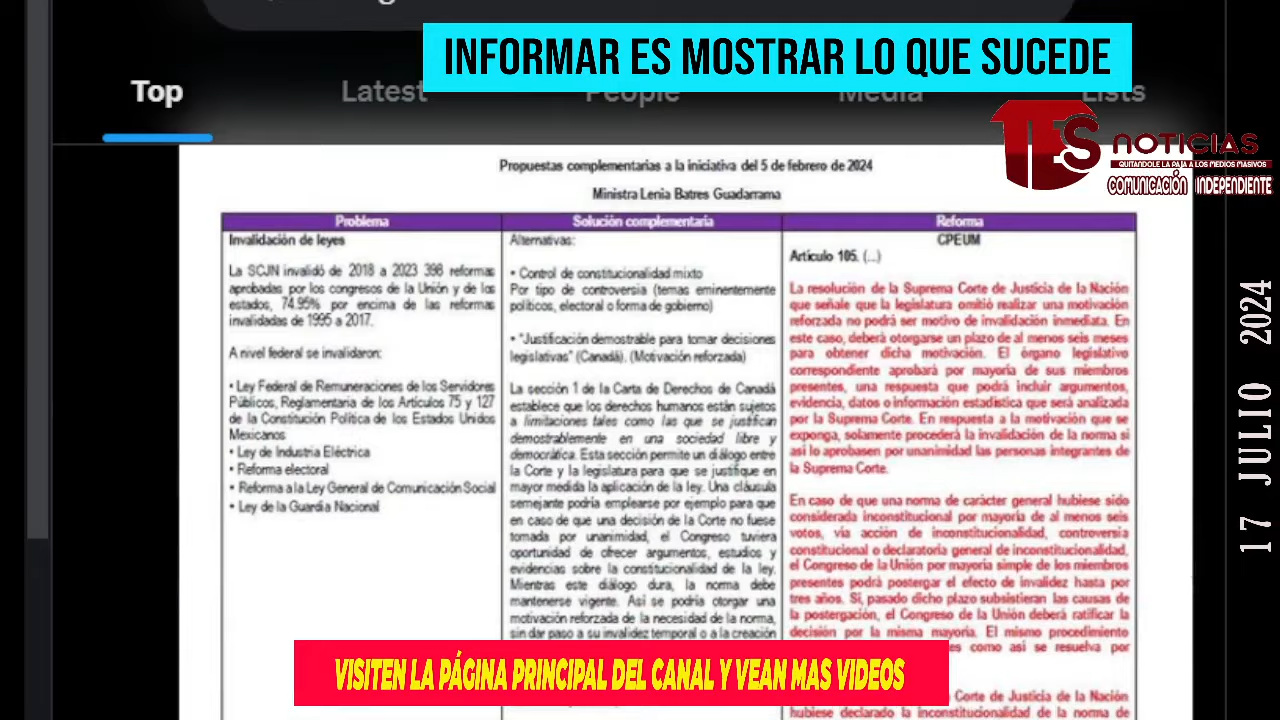 INFORMAR ES MOSTRAR LO QUE SUCEDE
Top
Latest
People
Media
Lists
TES NOTICIAS
QUITANDOLE LA PAJA A LOS MEDIOS MASIVOS
COMUNICACIÓN INDEPENDIENTE
17 JULIO 2024
Propuestas complementarias a la iniciativa del 5 de febrero de 2024
Ministra Lenia Batres Guadarrama
Problema
Invalidación de leyes
La SCJN invalidó de 2018 a 2023 398 reformas
aprobadas por los congresos de la Unión y de los
estados, 74.95% por encima de las reformas
invalidadas de 1995 a 2017.
A nivel federal se invalidaron:
• Ley Federal de Remuneraciones de los Servidores
Públicos, Reglamentaria de los Artículos 75 y 127
de la Constitución Política de los Estados Unidos
Mexicanos
• Ley de Industria Eléctrica
• Reforma electoral
• Reforma a la Ley General de Comunicación Social
• Ley de la Guardia Nacional
Solución complementaria
Alternativas:
• Control de constitucionalidad mixto
Por tipo de controversia (temas eminentemente
políticos, electoral o forma de gobierno)
• "Justificación demostrable para tomar decisiones
legislativas" (Canadá). (Motivación reforzada)
La sección 1 de la Carta de Derechos de Canadá
establece que los derechos humanos están sujetos
a limitaciones tales como las que se justifican
demostrablemente en una sociedad libre y
democrática. Esta sección permite un diálogo entre
la Corte y la legislatura para que se justifique en
mayor medida la aplicación de la ley. Una cláusula
semejante podría emplearse por ejemplo para que
en caso de que una decisión de la Corte no fuese
tomada por unanimidad, el Congreso tuviera
oportunidad de ofrecer argumentos, estudios y
evidencias sobre la constitucionalidad de la ley.
Mientras este diálogo dura, la norma debe
mantenerse vigente. Así se podría otorgar una
motivación reforzada de la necesidad de la norma,
sin dar paso a su invalidez temporal o a la creación
Reforma
CPEUM
Artículo 105. (...)
La resolución de la Suprema Corte de Justicia de la Nación
que señale que la legislatura omitió realizar una motivación
reforzada no podrá ser motivo de invalidación inmediata. En
este caso, deberá otorgarse un plazo de al menos seis meses
para obtener dicha motivación. El órgano legislativo
correspondiente aprobará por mayoría de sus miembros
presentes, una respuesta que podrá incluir argumentos,
evidencia, datos o información estadística que será analizada
por la Suprema Corte. En respuesta a la motivación que se
exponga, solamente procederá la invalidación de la norma si
así lo aprobasen por unanimidad las personas integrantes de
la Suprema Corte.
En caso de que una norma de carácter general hubiese sido
considerada inconstitucional por mayoría de al menos seis
votos, vía acción de inconstitucionalidad, controversia
constitucional o declaratoria general de inconstitucionalidad,
el Congreso de la Unión por mayoría simple de los miembros
presentes podrá postergar el efecto de invalidez hasta por
tres años. Si, pasado dicho plazo subsistieran las causas de
la postergación, el Congreso de la Unión deberá ratificar la
decisión por la misma mayoría. El mismo procedimiento
es como así se resuelva por
Corte de Justicia de la Nación
hubiese declarado la inconstitucionalidad de la norma de
VISITEN LA PÁGINA PRINCIPAL DEL CANAL Y VEAN MAS VIDEOS